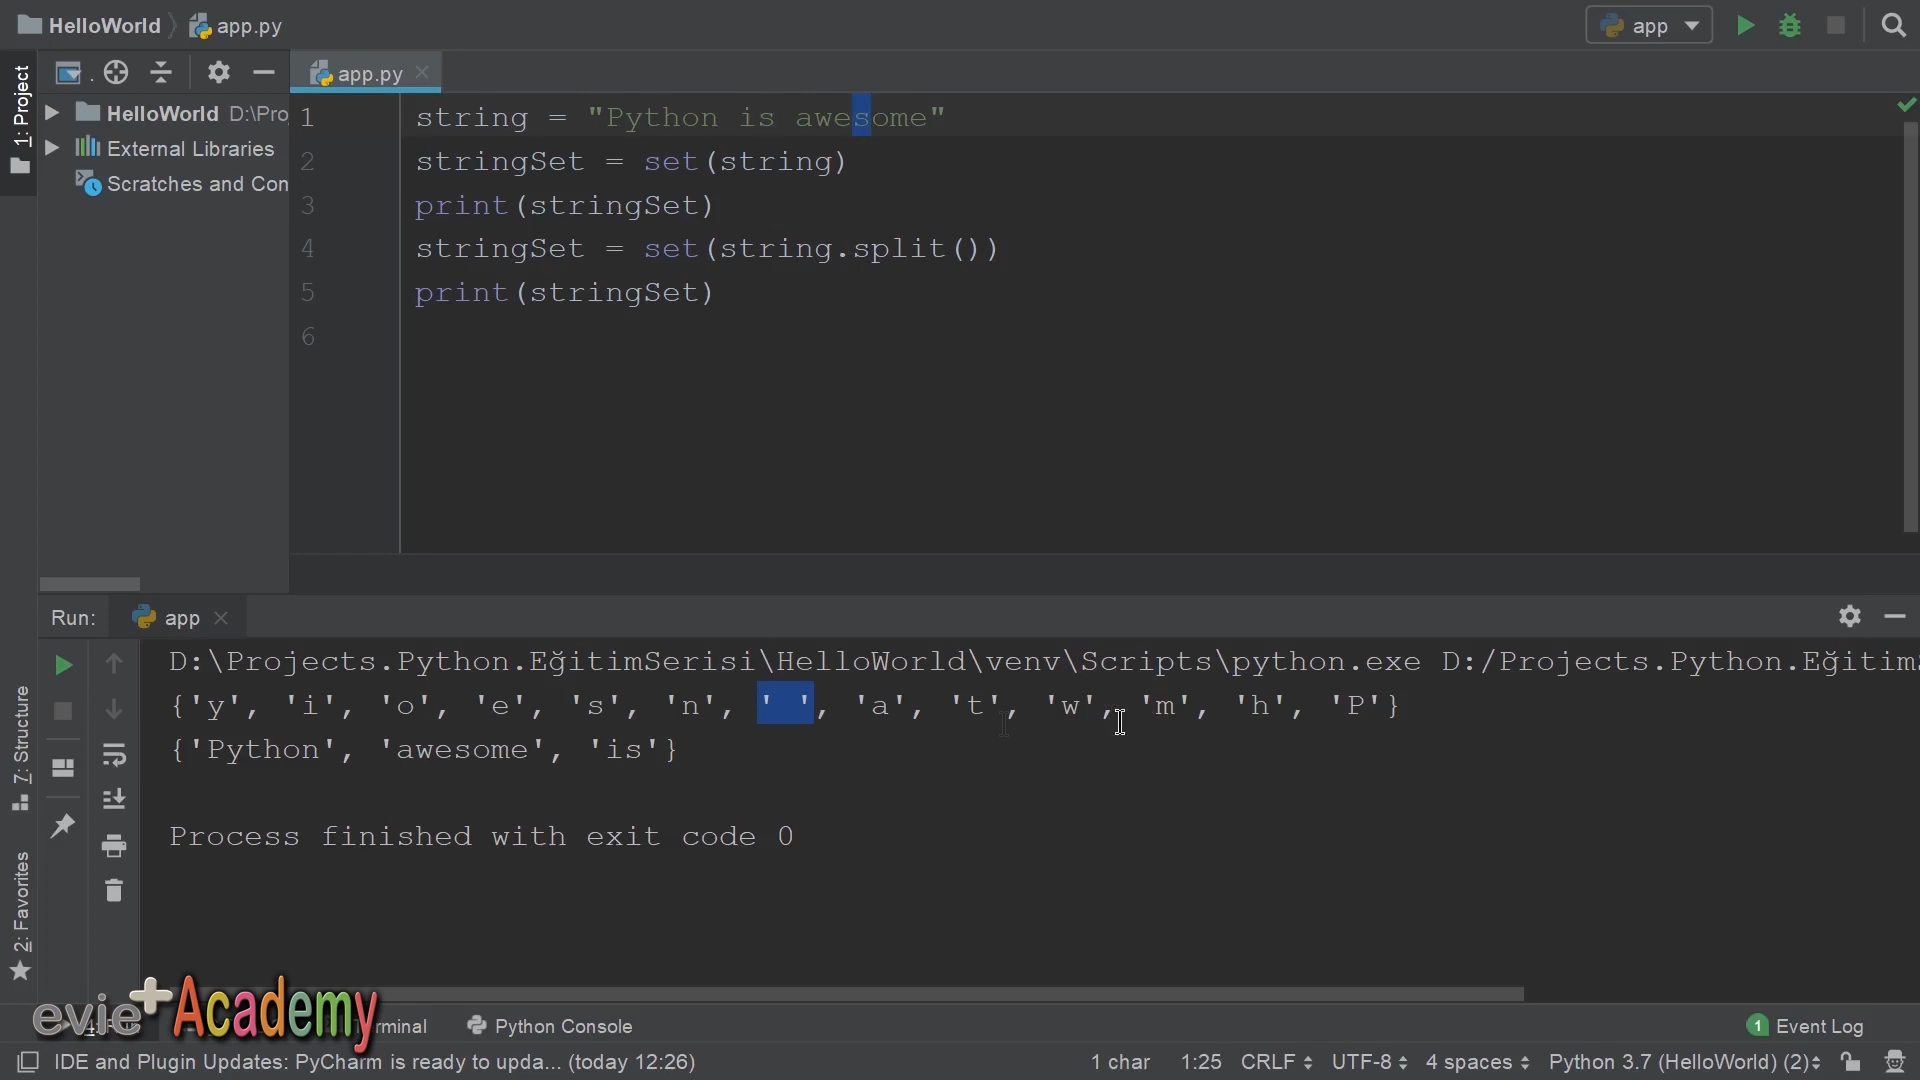 HelloWorld app.py
app
1: Project
app.py
HelloWorld D:\Pro
External Libraries
Scratches and Con
1 string = "Python is awesome"
2 stringSet = set(string)
3 print(stringSet)
4 stringSet = set(string.split())
5 print(stringSet)
6
Run: app
D:\Projects.Python.EğitimSerisi\HelloWorld\venv\Scripts\python.exe D:/Projects.Python.Eğitim
{'y', 'i', 'o', 'e', 's', 'n', ' ', 'a', 't', 'w', 'm', 'h', 'P'}
{'Python', 'awesome', 'is'}
Process finished with exit code 0
7: Structure
2: Favorites
evie+Academy
rminal
Python Console
1 Event Log
IDE and Plugin Updates: PyCharm is ready to upda... (today 12:26)
1 char 1:25 CRLF UTF-8 4 spaces Python 3.7 (HelloWorld) (2)